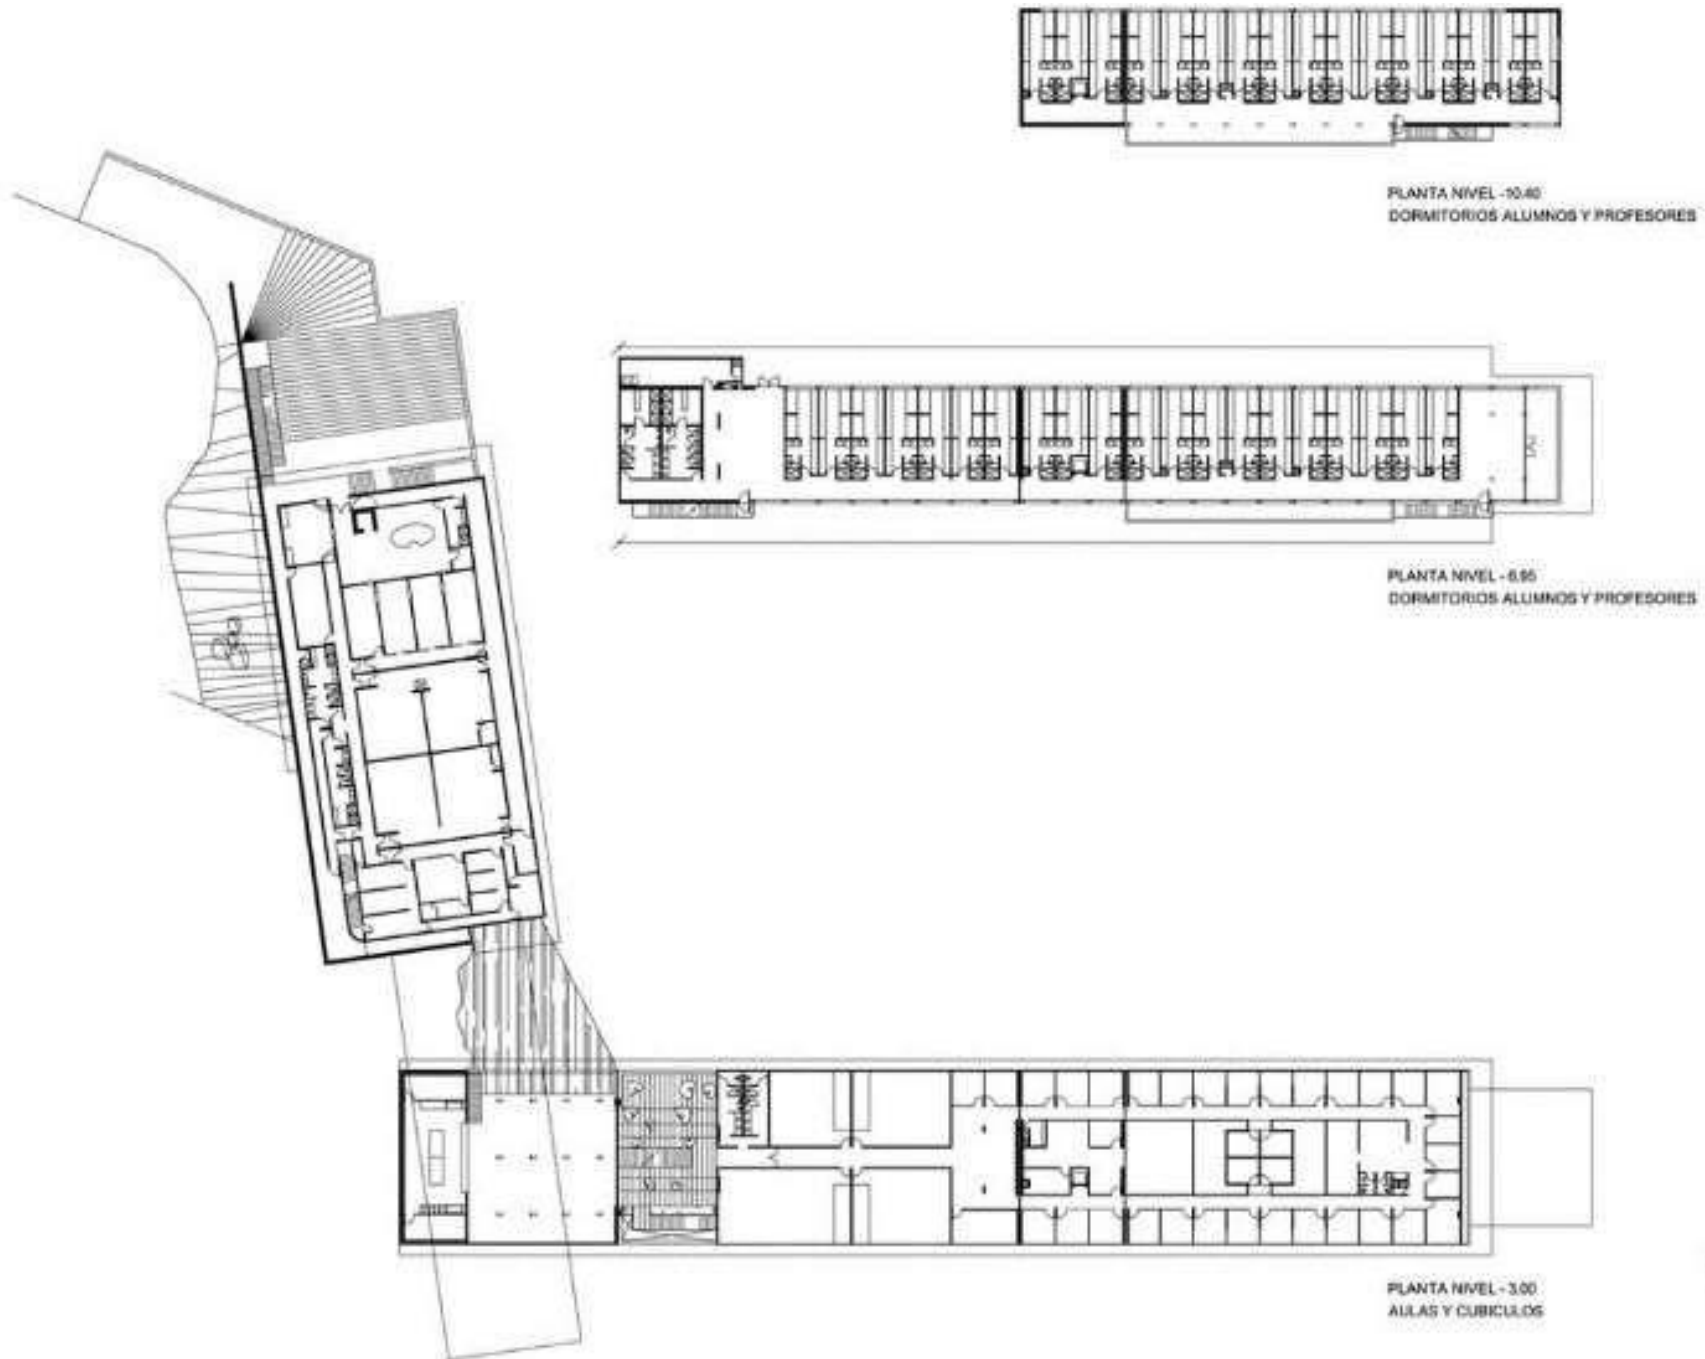 PLANTA NIVEL -10.40
DORMITORIOS ALUMNOS Y PROFESORES
PLANTA NIVEL - 6.95
DORMITORIOS ALUMNOS Y PROFESORES
PLANTA NIVEL - 3.00
AULAS Y CUBICULOS